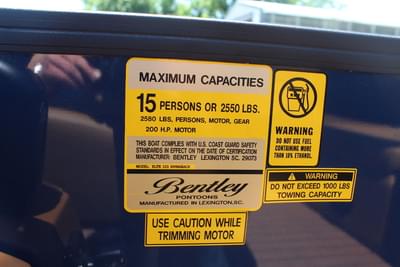 MAXIMUM CAPACITIES
15 PERSONS OR 2550 LBS.
2580 LBS, PERSONS, MOTOR, GEAR
200 H.P. MOTOR
THIS BOAT COMPLIES WITH U.S. COAST GUARD SAFETY
STANDARDS IN EFFECT ON THE DATE OF CERTIFICATION
MANUFACTURER: BENTLEY LEXINGTON SC. 29073
Bentley
PONTOONS
MANUFACTURED IN LEXINGTON, SC.
USE CAUTION WHILE
TRIMMING MOTOR
WARNING
DO NOT USE FUEL
CONTAINING MORE
THAN 10% ETHANOL.
WARNING
DO NOT EXCEED 1000 LBS
TOWING CAPACITY